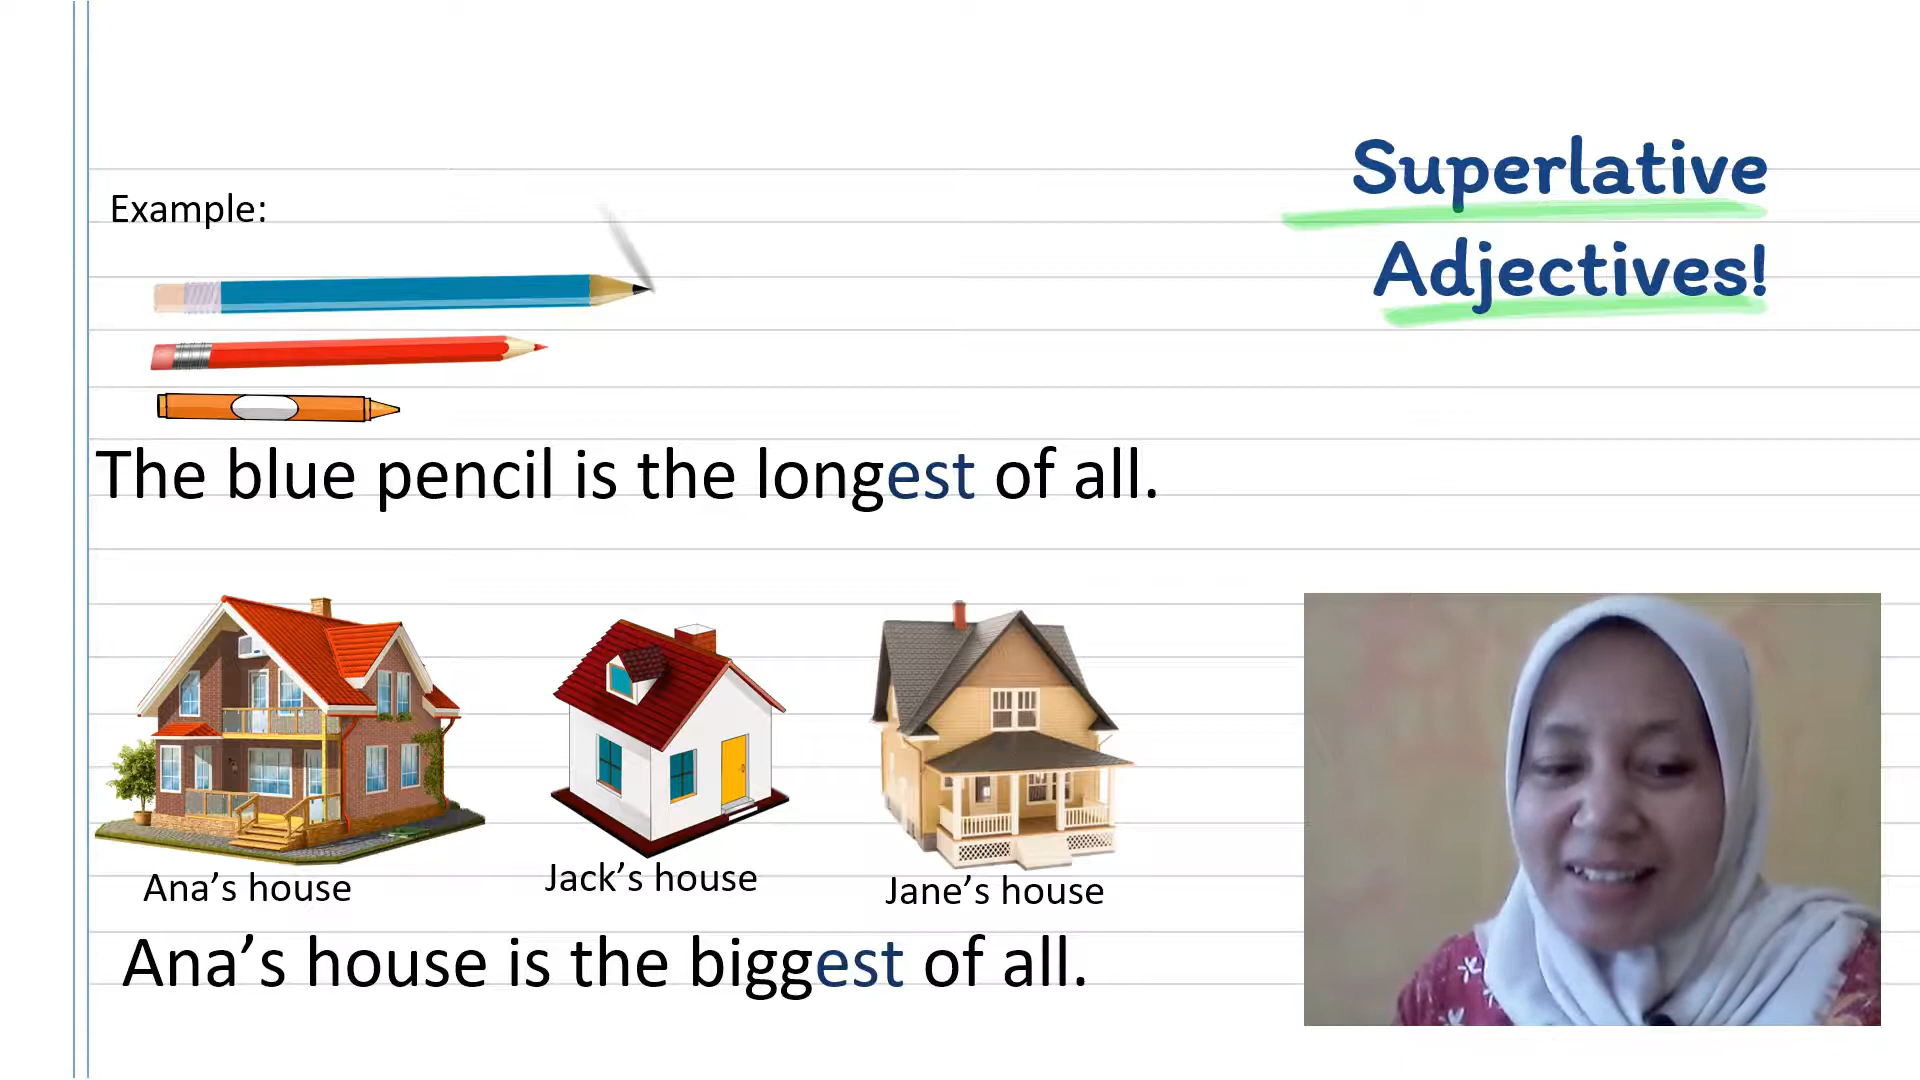 Superlative
Adjectives!
Example:
The blue pencil is the longest of all.
Ana’s house
Jack’s house
Jane’s house
Ana’s house is the biggest of all.